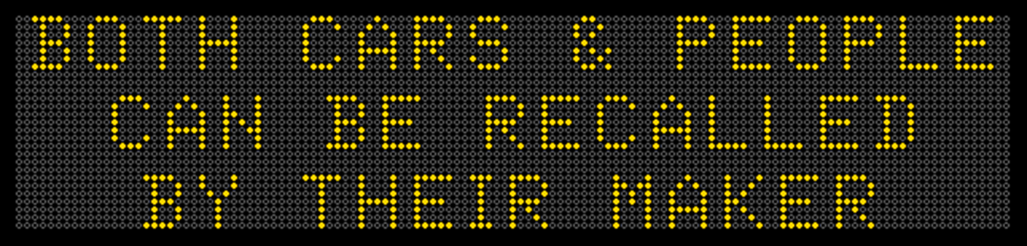 BOTH CARS & PEOPLE
CAN BE RECALLED
BY THEIR MAKER